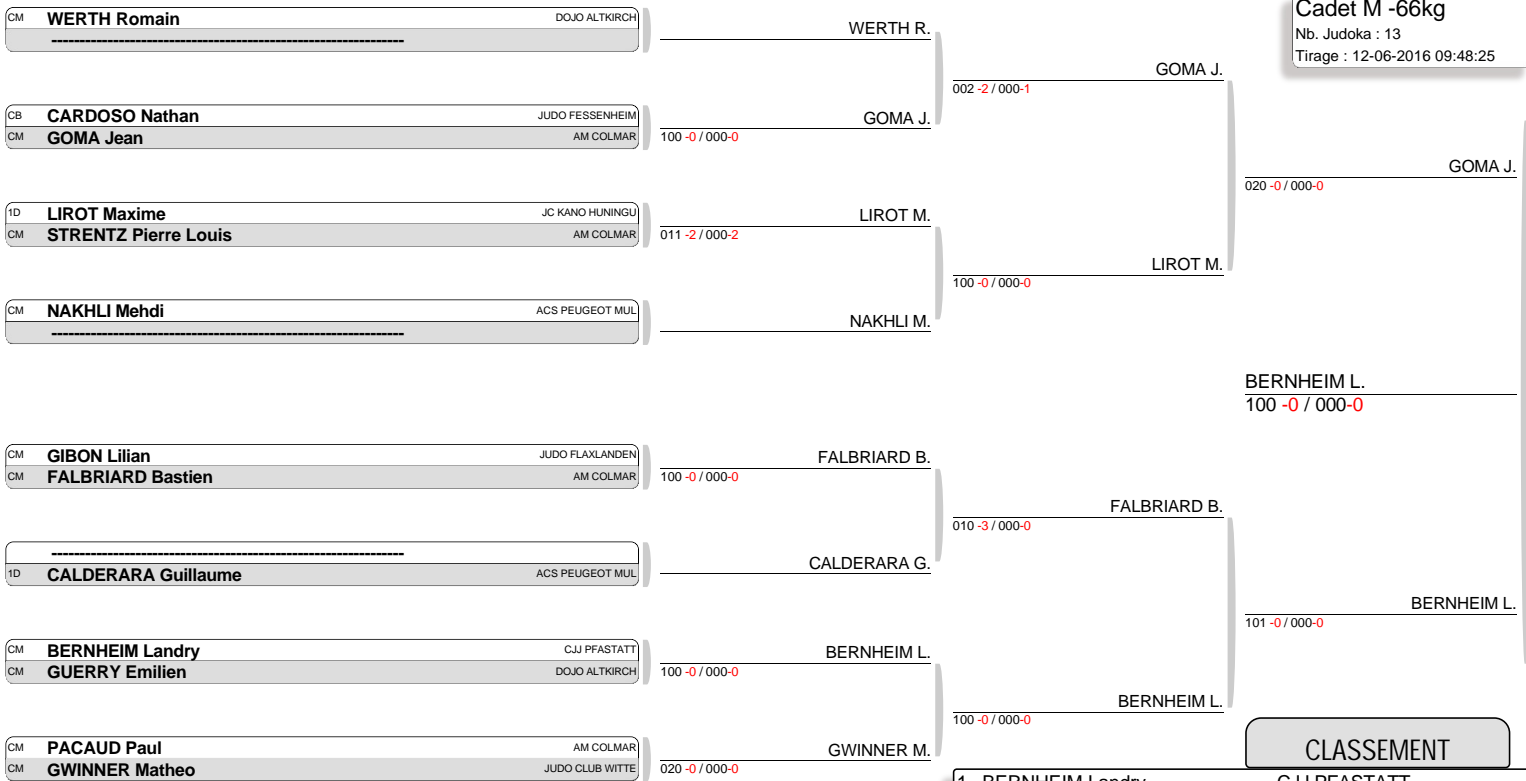 Cadet M -66kg
Nb. Judoka : 13
Tirage : 12-06-2016 09:48:25
CM WERTH Romain DOJO ALTKIRCH
----------------------------------------------------------------
CB CARDOSO Nathan JUDO FESSENHEIM
CM GOMA Jean AM COLMAR
1D LIROT Maxime JC KANO HUNINGU
CM STRENTZ Pierre Louis AM COLMAR
CM NAKHLI Mehdi ACS PEUGEOT MUL
----------------------------------------------------------------
CM GIBON Lilian JUDO FLAXLANDEN
CM FALBRIARD Bastien AM COLMAR
----------------------------------------------------------------
1D CALDERARA Guillaume ACS PEUGEOT MUL
CM BERNHEIM Landry CJJ PFASTATT
CM GUERRY Emilien DOJO ALTKIRCH
CM PACAUD Paul AM COLMAR
CM GWINNER Matheo JUDO CLUB WITTE
WERTH R.
GOMA J.
100 -0 / 000-0
LIROT M.
011 -2 / 000-2
NAKHLI M.
FALBRIARD B.
100 -0 / 000-0
CALDERARA G.
BERNHEIM L.
100 -0 / 000-0
GWINNER M.
020 -0 / 000-0
GOMA J.
002 -2 / 000-1
LIROT M.
100 -0 / 000-0
FALBRIARD B.
010 -3 / 000-0
BERNHEIM L.
100 -0 / 000-0
GOMA J.
020 -0 / 000-0
BERNHEIM L.
100 -0 / 000-0
BERNHEIM L.
101 -0 / 000-0
CLASSEMENT
1 BERNHEIM Landry CJJ PFASTATT